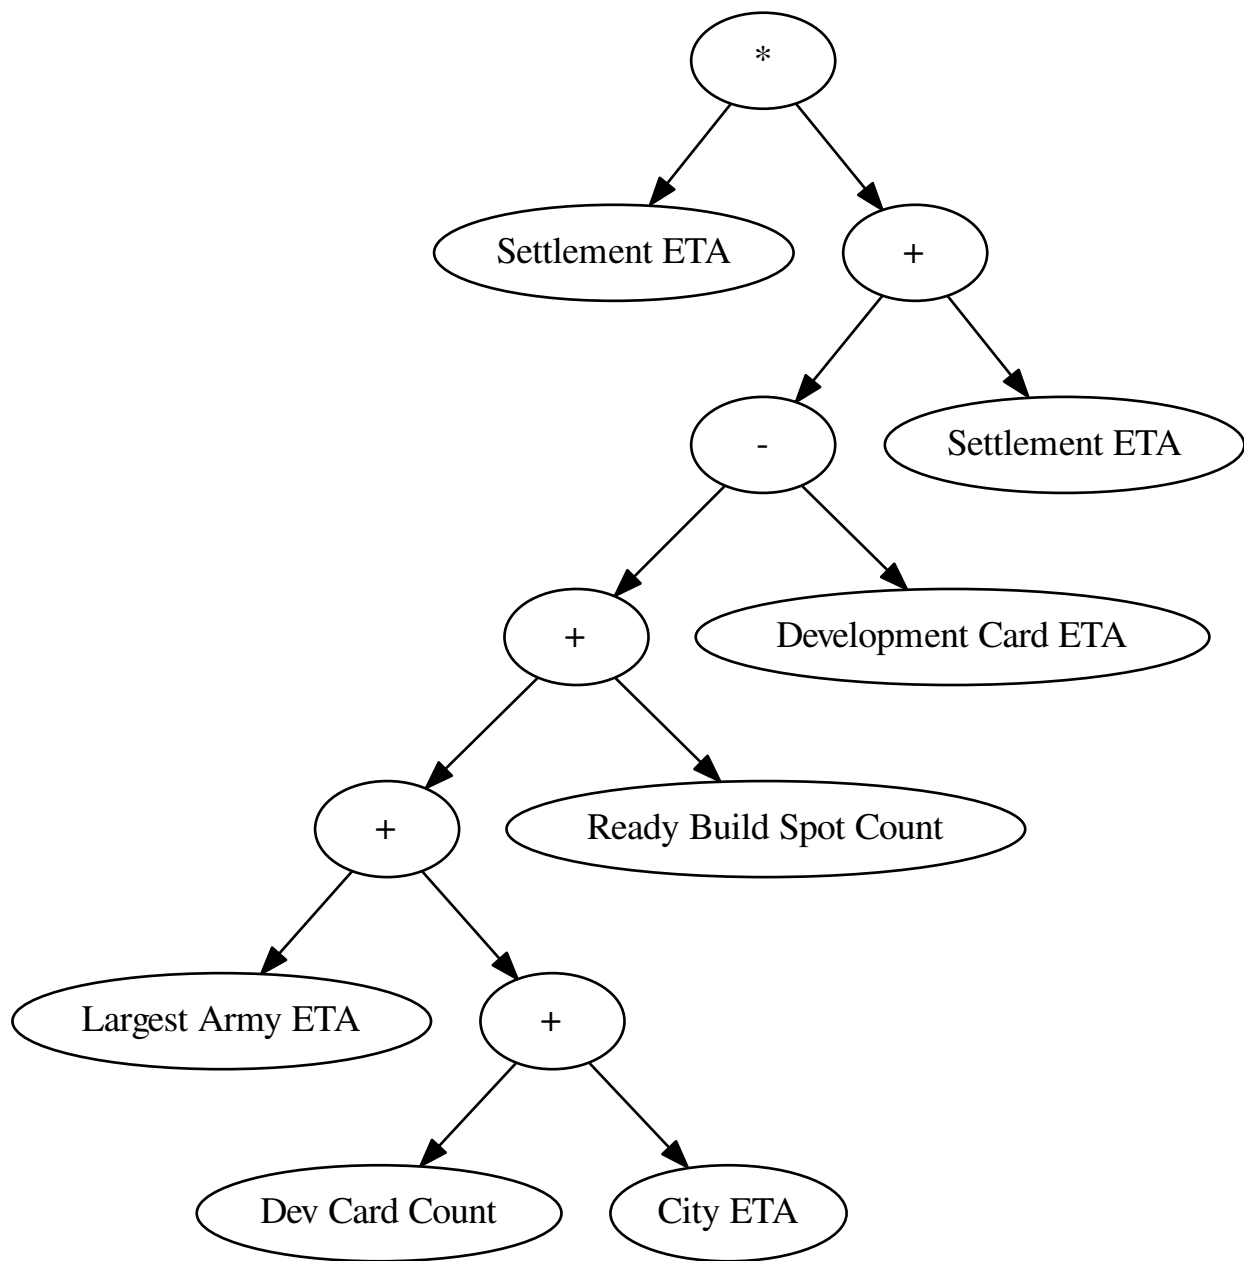 *
Settlement ETA
+
-
Settlement ETA
+
Development Card ETA
+
Ready Build Spot Count
Largest Army ETA
+
Dev Card Count
City ETA